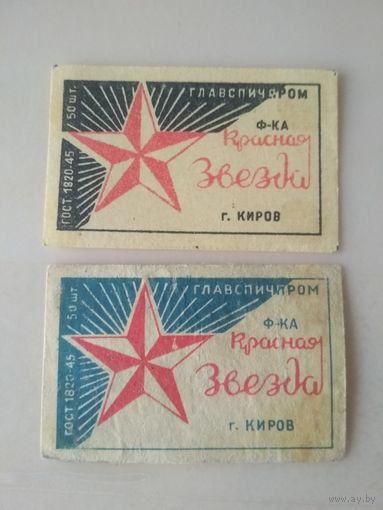 ГЛАВСПИЧПРОМ
Ф-КА
Красная
Звезда
г. КИРОВ
ГОСТ 1820-45 / 50 шт.
ГЛАВСПИЧПРОМ
Ф-КА
Красная
Звезда
г. КИРОВ
ГОСТ 1820-45 / 50 шт.
www.ay.by